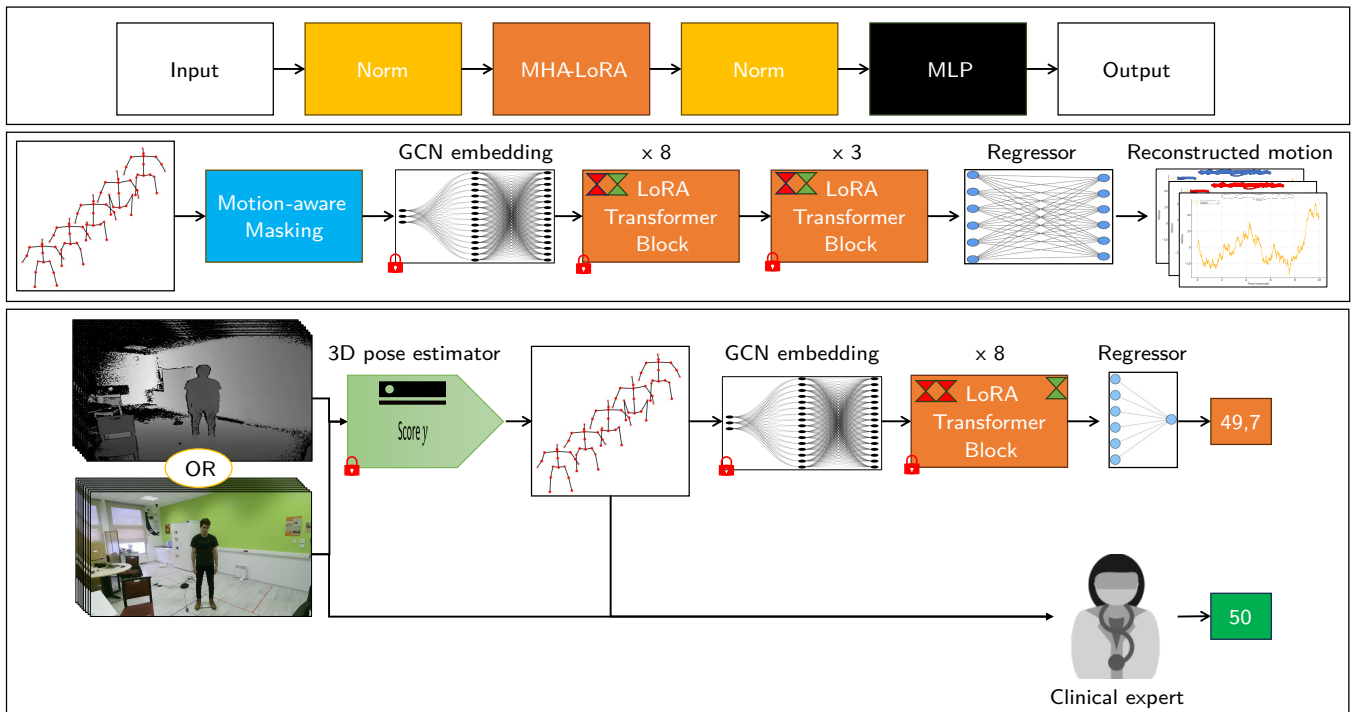 Input
Norm
MHA-LoRA
Norm
MLP
Output
GCN embedding
x 8
x 3
Regressor
Reconstructed motion
Motion-aware
Masking
LoRA
Transformer
Block
LoRA
Transformer
Block
3D pose estimator
GCN embedding
x 8
Regressor
Score y
LoRA
Transformer
Block
49,7
OR
50
Clinical expert